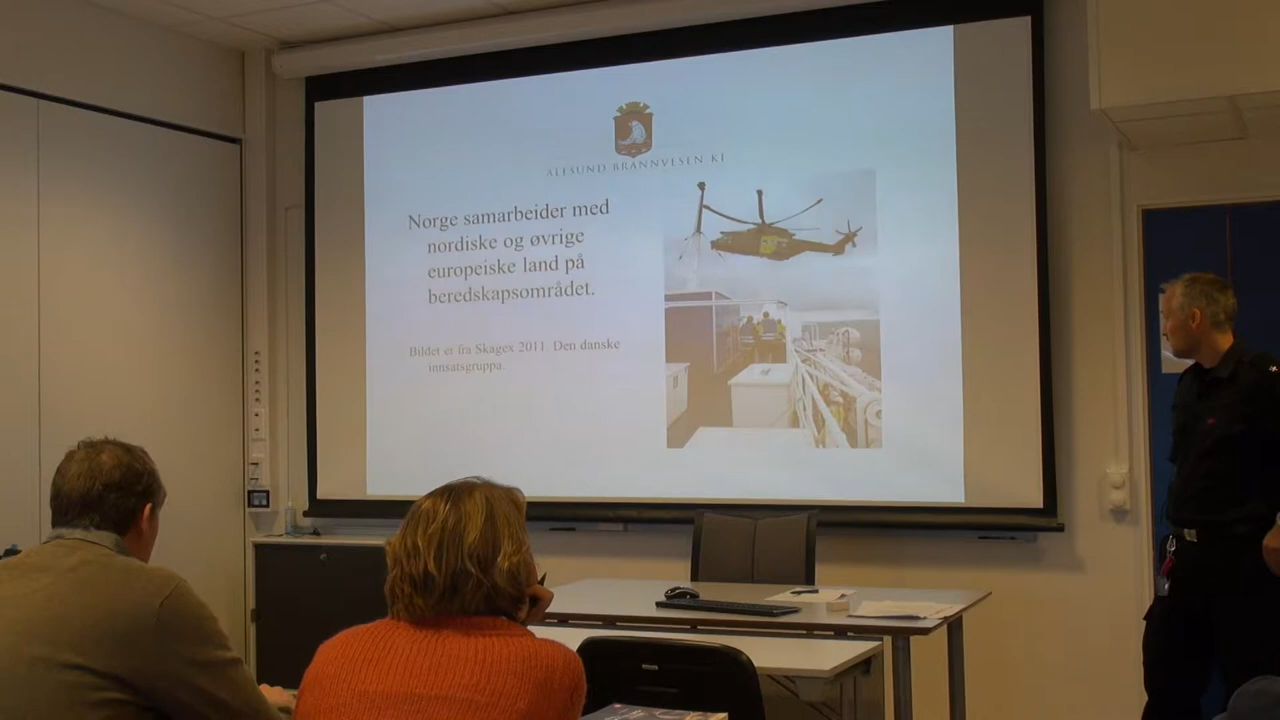 ÅLESUND BRANNVESEN KF
Norge samarbeider med
nordiske og øvrige
europeiske land på
beredskapsområdet.
Bildet er fra Skagex 2011. Den danske
innsatsgruppa.